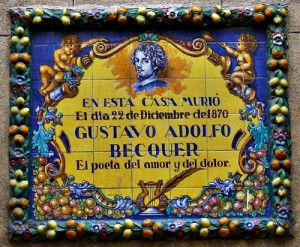 EN ESTA CASA MURIÓ
El día 22 de Diciembre de 1870
GUSTAVO ADOLFO
BECQUER
El poeta del amor y del dolor.